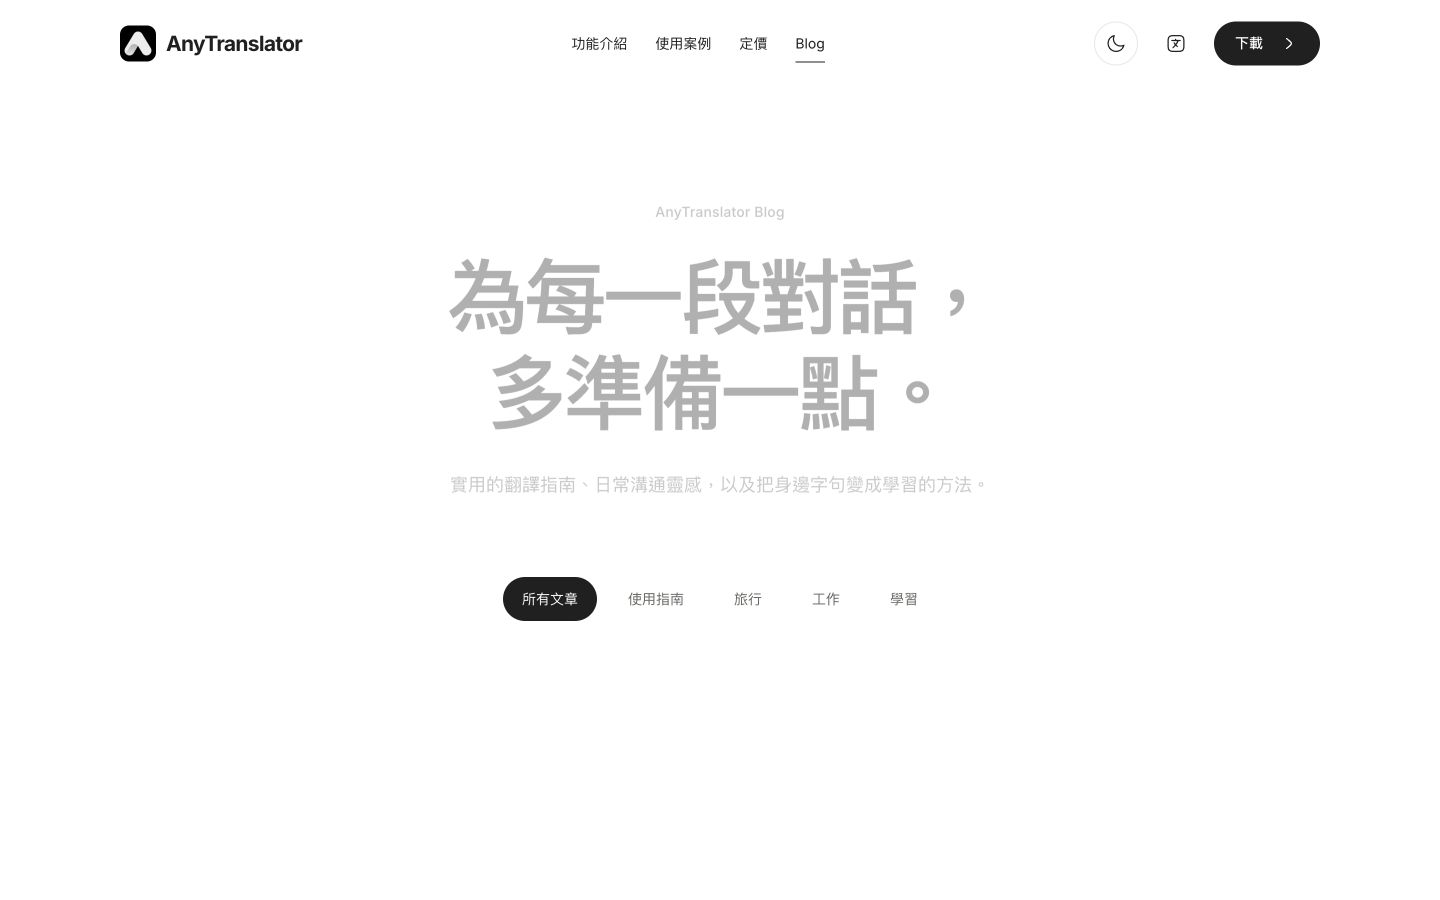 AnyTranslator
功能介紹
使用案例
定價
Blog
下載
AnyTranslator Blog
為每一段對話，
多準備一點。
實用的翻譯指南、日常溝通靈感，以及把身邊字句變成學習的方法。
所有文章
使用指南
旅行
工作
學習